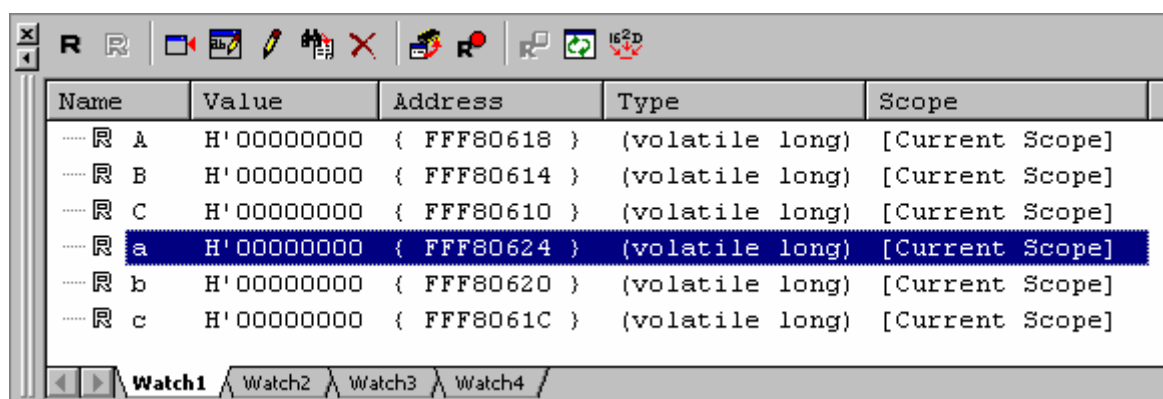 R R R R 16 2 D
Name Value Address Type Scope
R A H'00000000 { FFF80618 } (volatile long) [Current Scope]
R B H'00000000 { FFF80614 } (volatile long) [Current Scope]
R C H'00000000 { FFF80610 } (volatile long) [Current Scope]
R a H'00000000 { FFF80624 } (volatile long) [Current Scope]
R b H'00000000 { FFF80620 } (volatile long) [Current Scope]
R c H'00000000 { FFF8061C } (volatile long) [Current Scope]
Watch1 Watch2 Watch3 Watch4